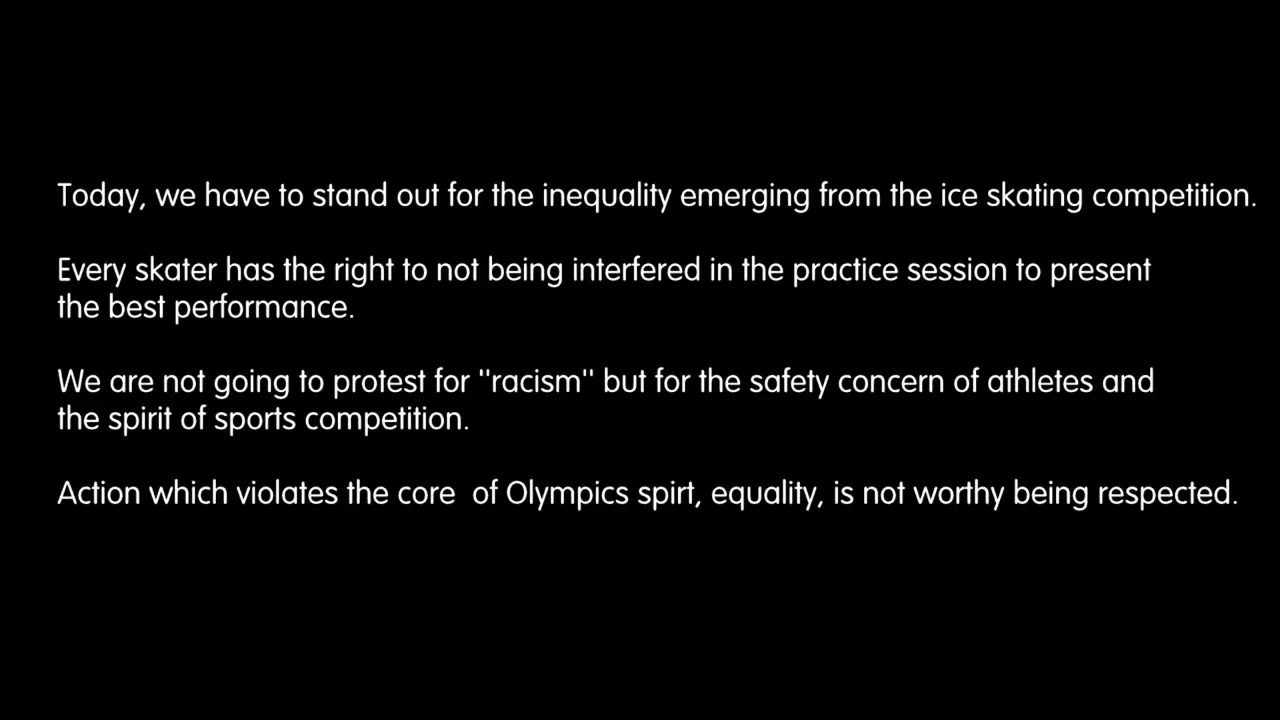 Today, we have to stand out for the inequality emerging from the ice skating competition.
Every skater has the right to not being interfered in the practice session to present
the best performance.
We are not going to protest for "racism" but for the safety concern of athletes and
the spirit of sports competition.
Action which violates the core  of Olympics spirt, equality, is not worthy being respected.